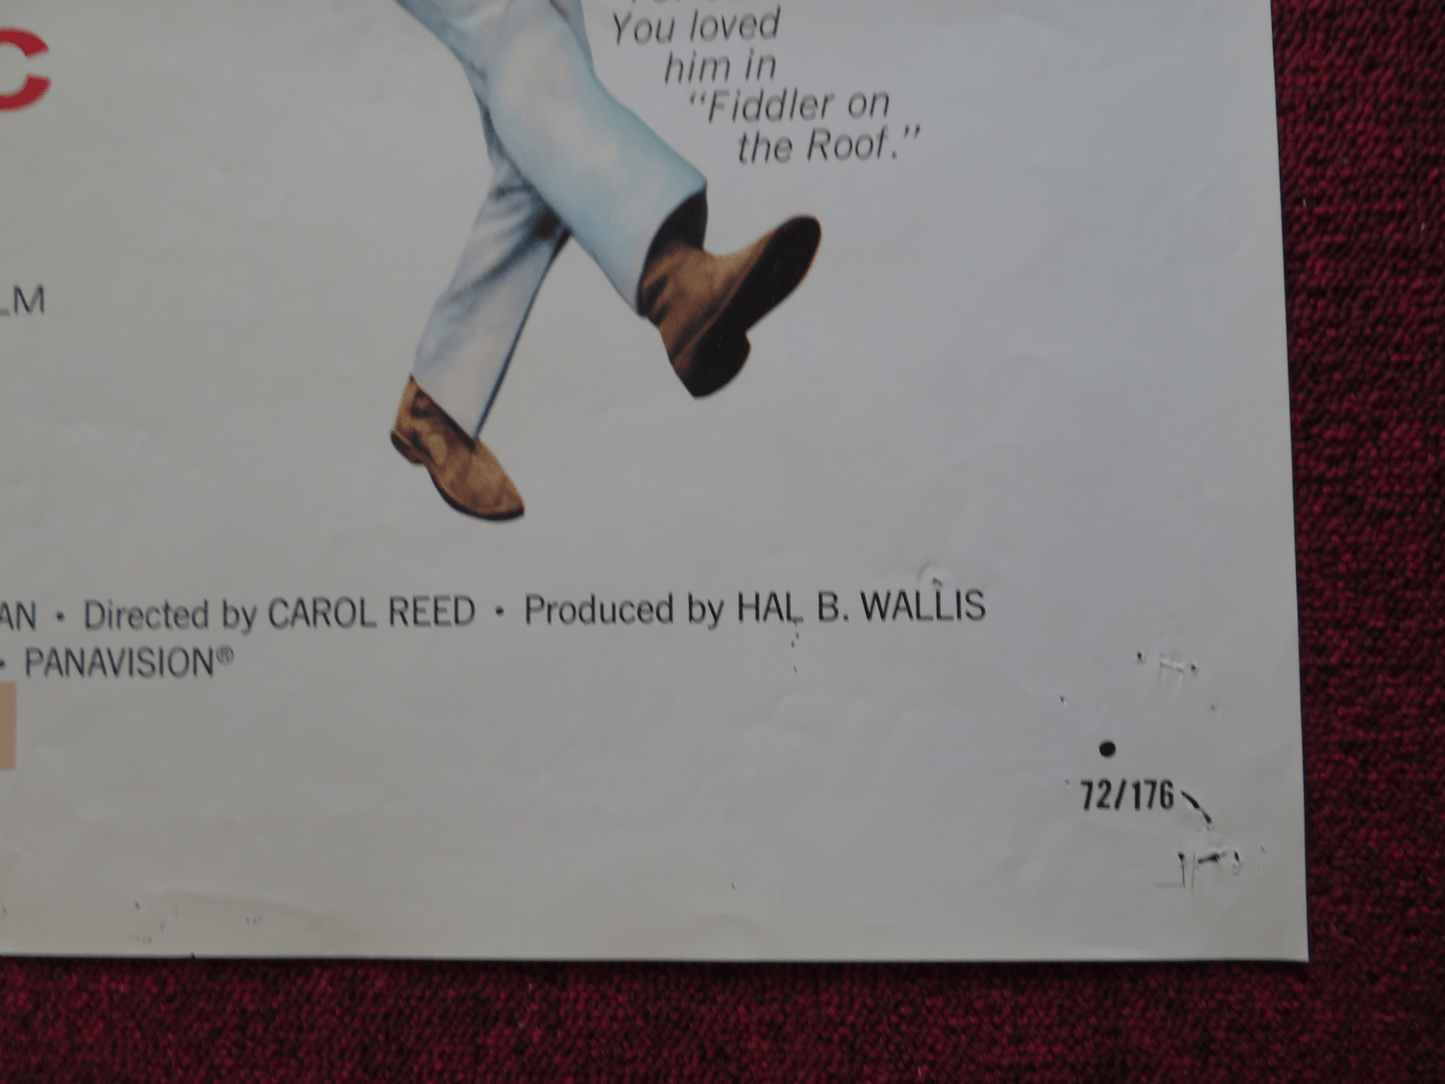 C
You loved
him in
“Fiddler on
the Roof.”
LM
AN • Directed by CAROL REED • Produced by HAL B. WALLIS
• PANAVISION®
72/176